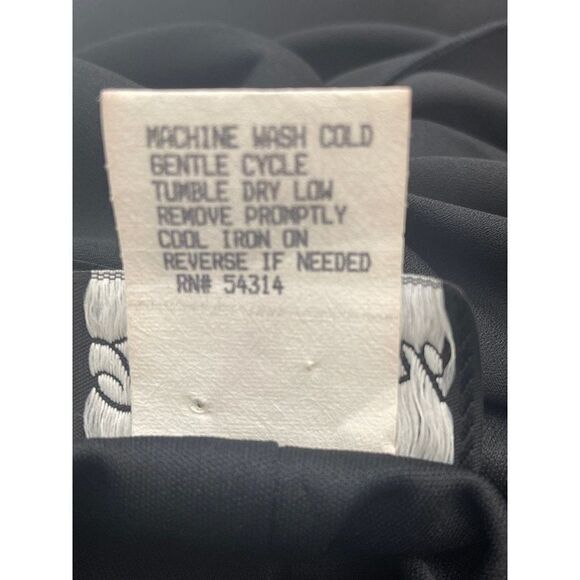 MACHINE WASH COLD
GENTLE CYCLE
TUMBLE DRY LOW
REMOVE PROMPTLY
COOL IRON ON
REVERSE IF NEEDED
RN# 54314